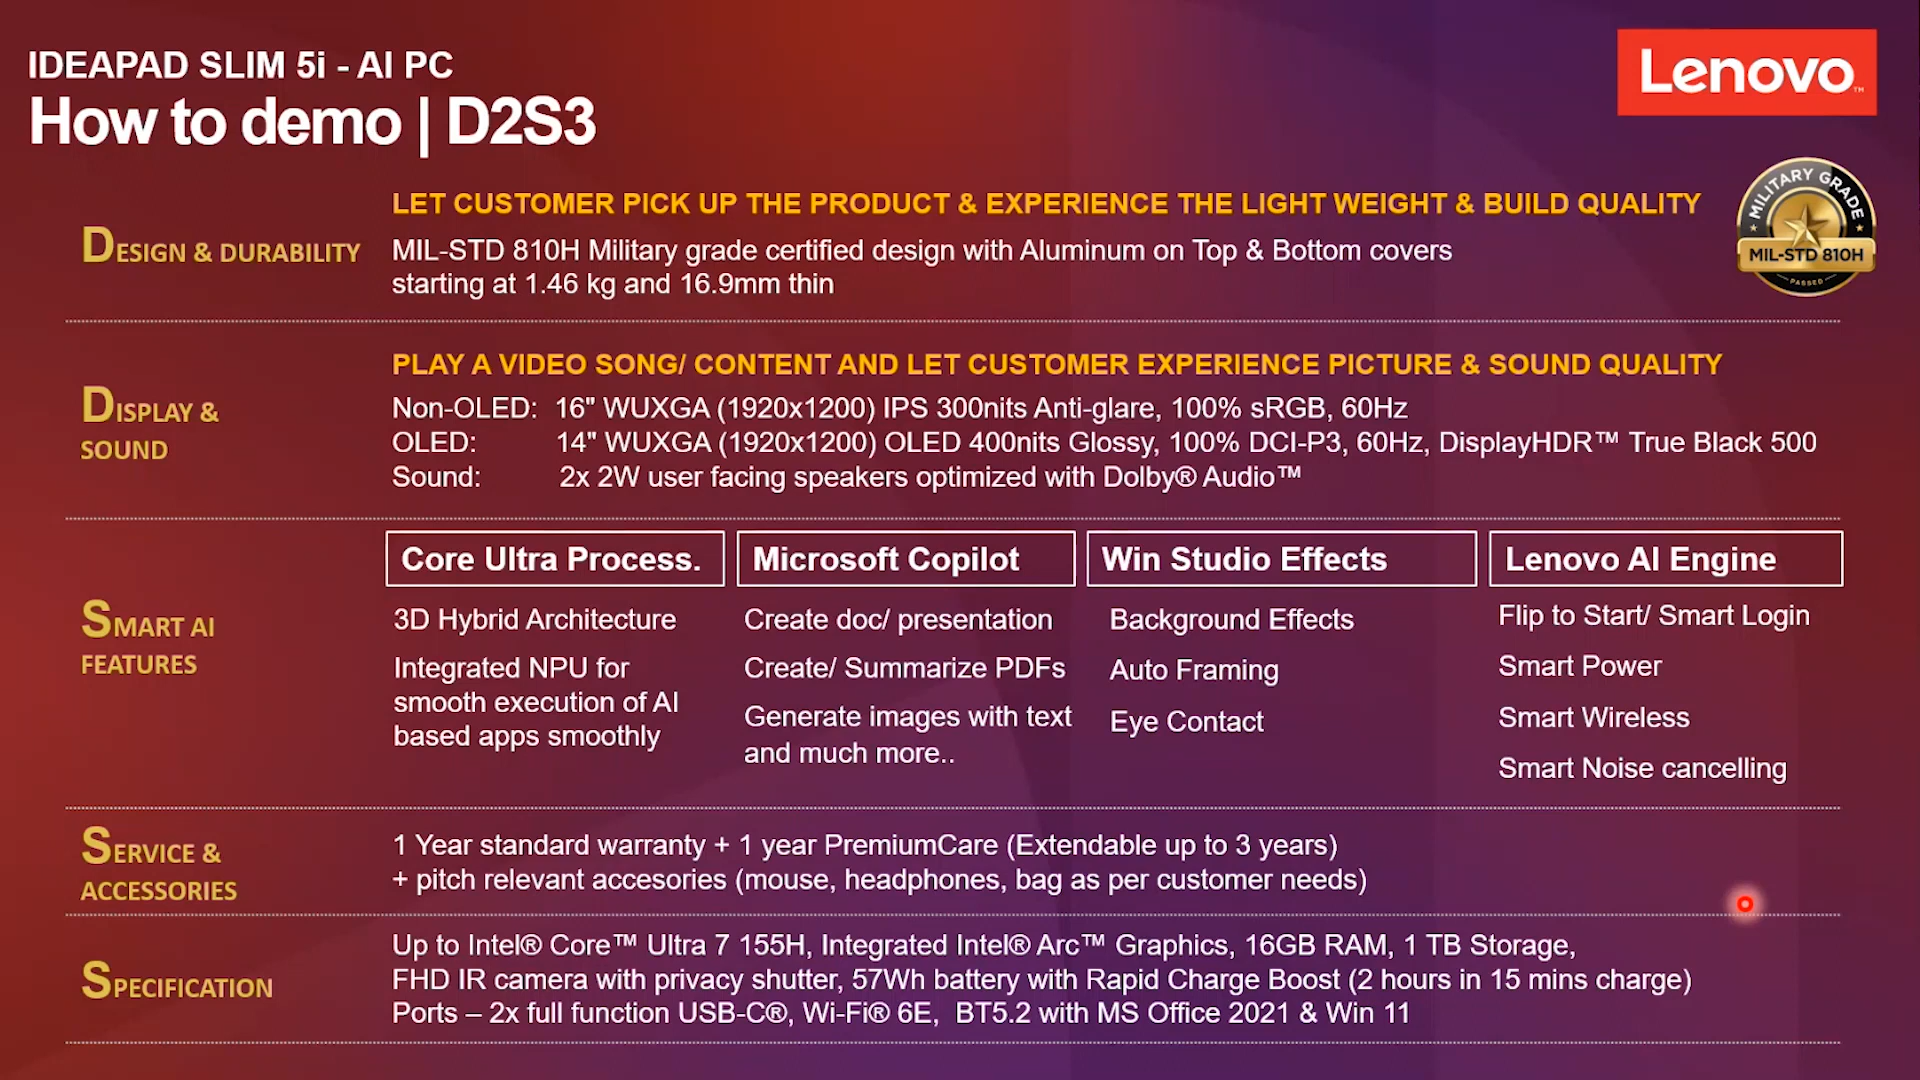 IDEAPAD SLIM 5i - AI PC
How to demo | D2S3
Lenovo™
MILITARY GRADE
MIL-STD 810H
PASSED
DESIGN & DURABILITY
LET CUSTOMER PICK UP THE PRODUCT & EXPERIENCE THE LIGHT WEIGHT & BUILD QUALITY
MIL-STD 810H Military grade certified design with Aluminum on Top & Bottom covers
starting at 1.46 kg and 16.9mm thin
DISPLAY &
SOUND
PLAY A VIDEO SONG/ CONTENT AND LET CUSTOMER EXPERIENCE PICTURE & SOUND QUALITY
Non-OLED: 16" WUXGA (1920x1200) IPS 300nits Anti-glare, 100% sRGB, 60Hz
OLED: 14" WUXGA (1920x1200) OLED 400nits Glossy, 100% DCI-P3, 60Hz, DisplayHDR™ True Black 500
Sound: 2x 2W user facing speakers optimized with Dolby® Audio™
SMART AI
FEATURES
Core Ultra Process.
3D Hybrid Architecture
Integrated NPU for
smooth execution of AI
based apps smoothly
Microsoft Copilot
Create doc/ presentation
Create/ Summarize PDFs
Generate images with text
and much more..
Win Studio Effects
Background Effects
Auto Framing
Eye Contact
Lenovo AI Engine
Flip to Start/ Smart Login
Smart Power
Smart Wireless
Smart Noise cancelling
SERVICE &
ACCESSORIES
1 Year standard warranty + 1 year PremiumCare (Extendable up to 3 years)
+ pitch relevant accesories (mouse, headphones, bag as per customer needs)
SPECIFICATION
Up to Intel® Core™ Ultra 7 155H, Integrated Intel® Arc™ Graphics, 16GB RAM, 1 TB Storage,
FHD IR camera with privacy shutter, 57Wh battery with Rapid Charge Boost (2 hours in 15 mins charge)
Ports – 2x full function USB-C®, Wi-Fi® 6E, BT5.2 with MS Office 2021 & Win 11